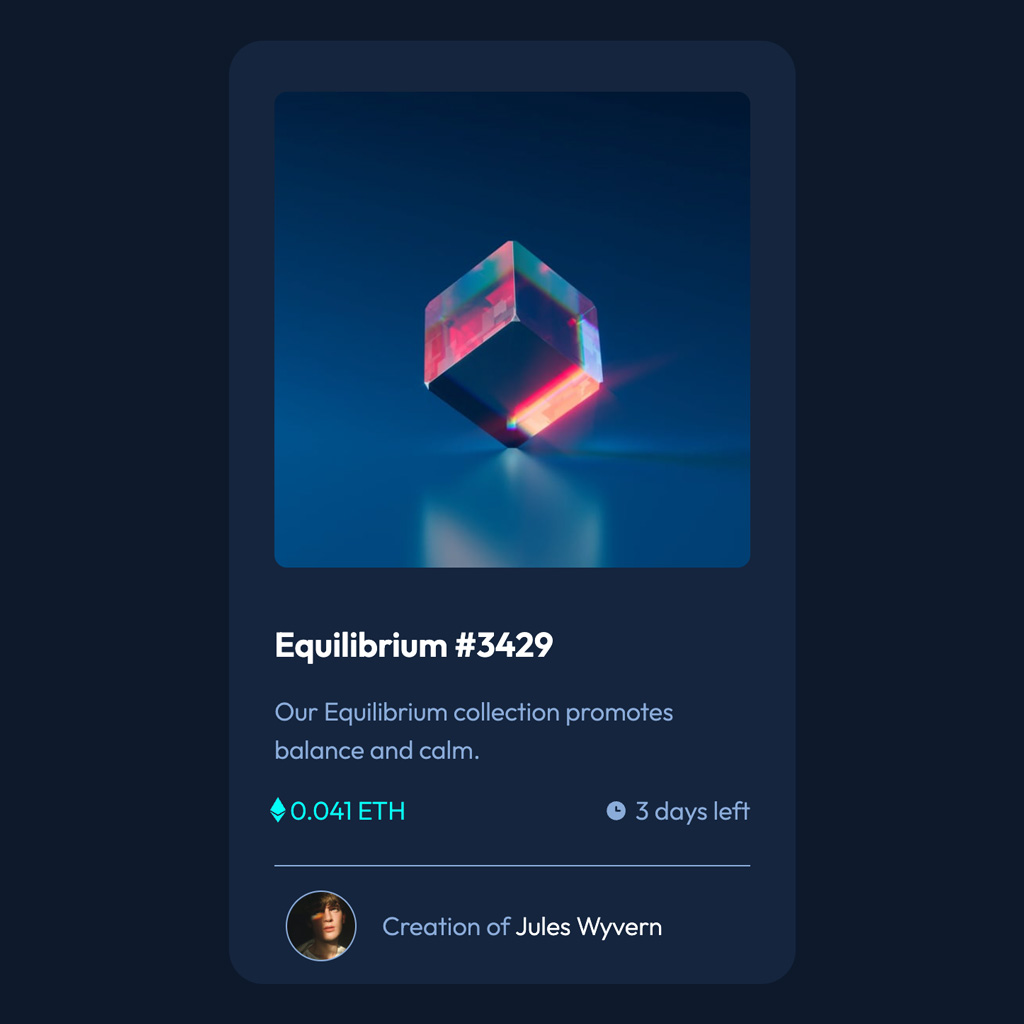 Equilibrium #3429
Our Equilibrium collection promotes
balance and calm.
0.041 ETH
3 days left
Creation of Jules Wyvern